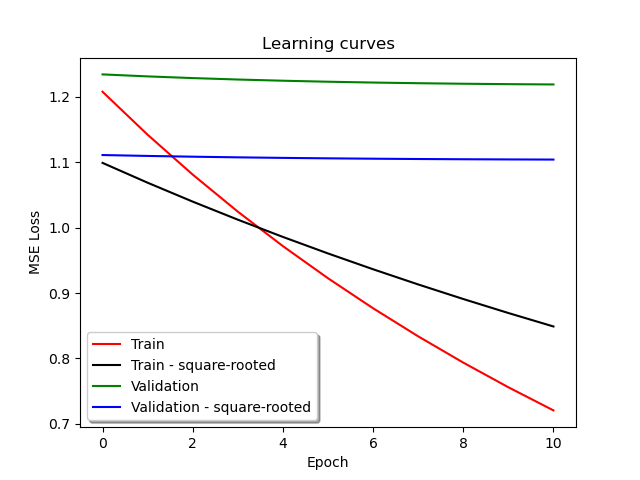 Learning curves
MSE Loss
1.2
1.1
1.0
0.9
0.8
0.7
Train
Train - square-rooted
Validation
Validation - square-rooted
0 2 4 6 8 10
Epoch